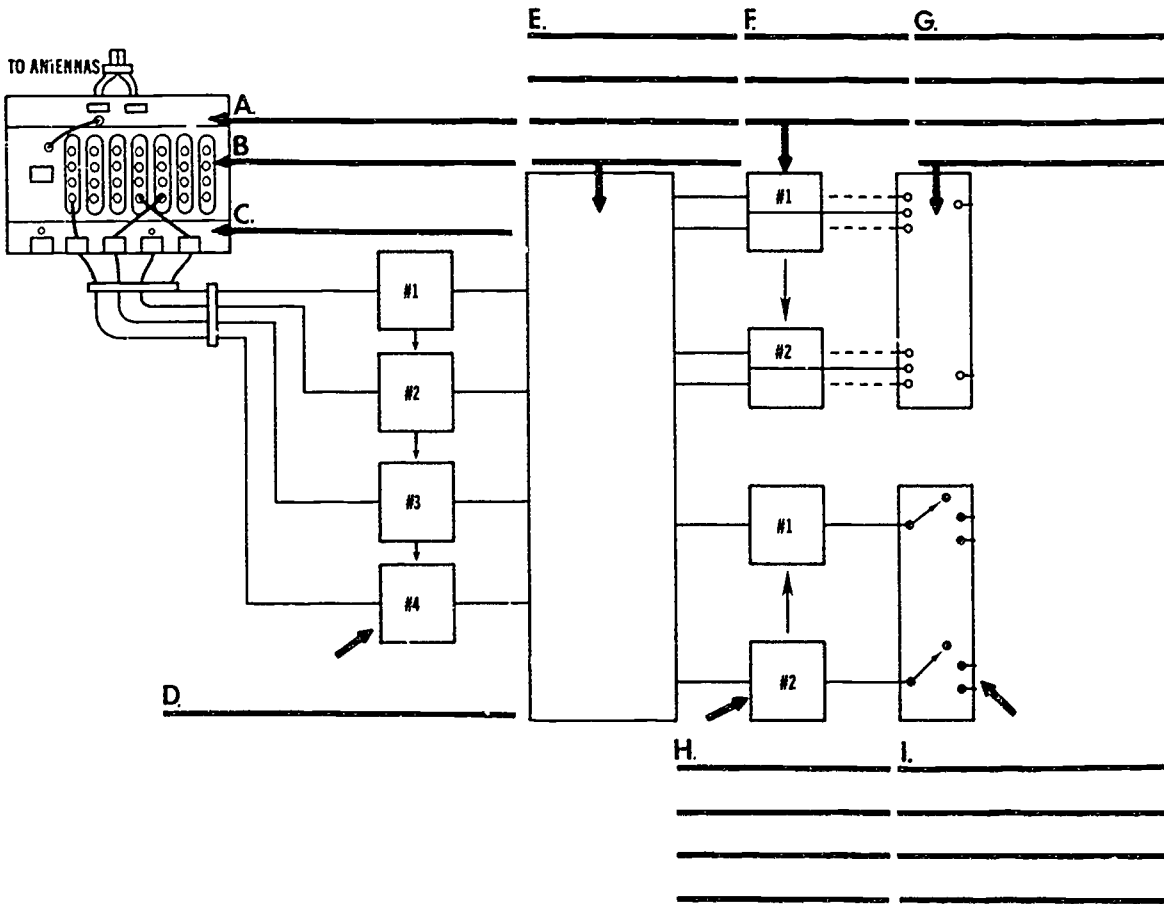 E. F. G.
TO ANTENNAS
A.
B
C.
#1
#2
#1
#2
#3
#4
#1
#2
D.
H. I.